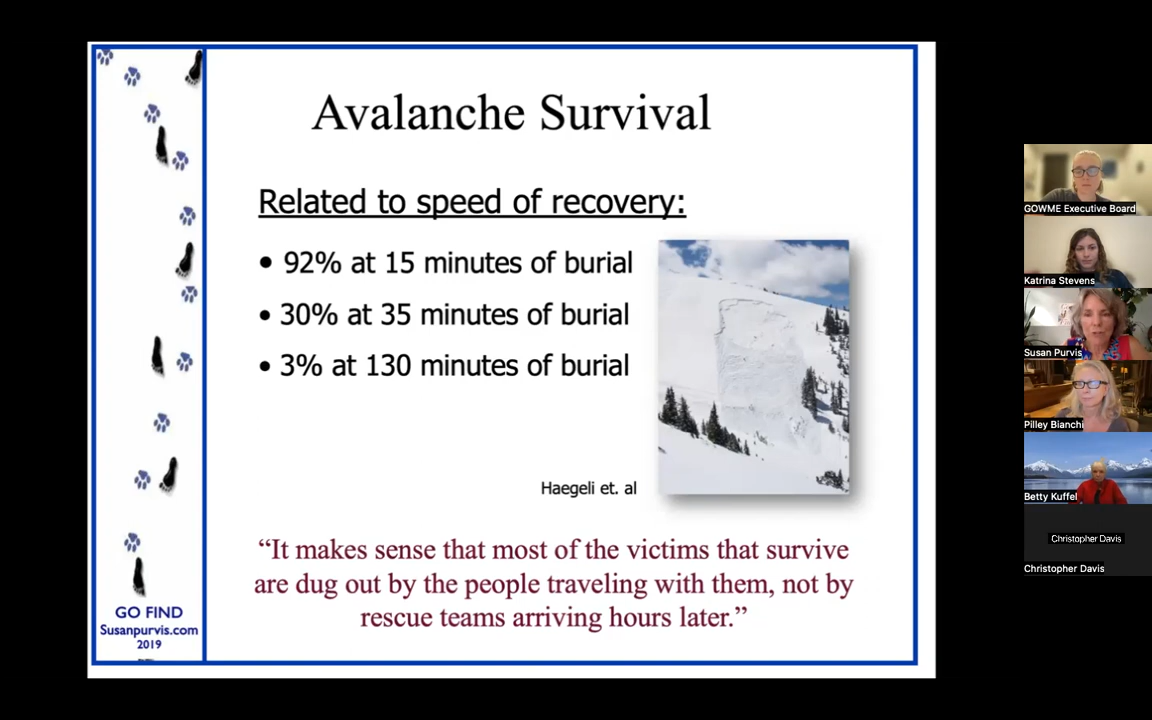 Avalanche Survival
Related to speed of recovery:
• 92% at 15 minutes of burial
• 30% at 35 minutes of burial
• 3% at 130 minutes of burial
Haegeli et. al
“It makes sense that most of the victims that survive
are dug out by the people traveling with them, not by
rescue teams arriving hours later.”
GO FIND
Susanpurvis.com
2019
GOWME Executive Board
Katrina Stevens
Susan Purvis
Pilley Bianchi
Betty Kuffel
Christopher Davis
Christopher Davis